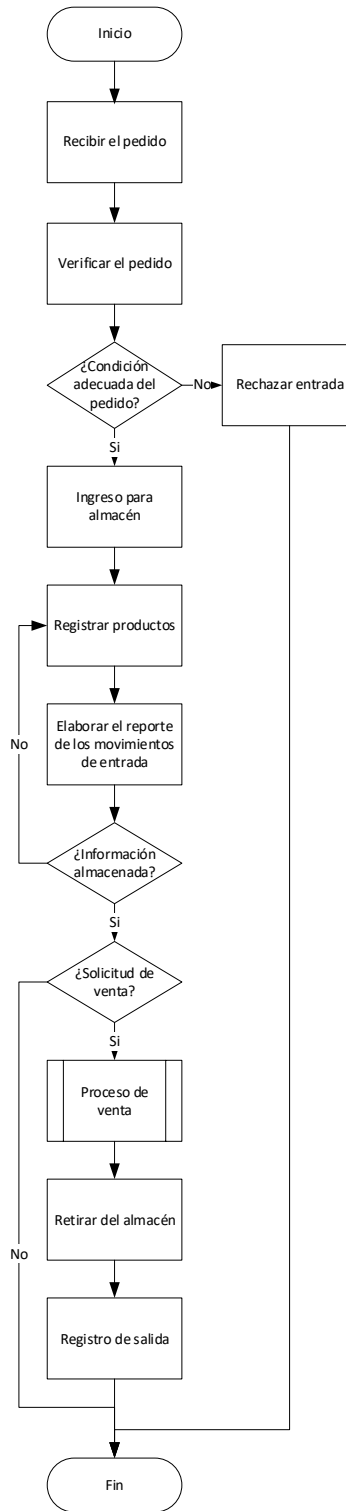 Inicio
Recibir el pedido
Verificar el pedido
¿Condición
adecuada del
pedido?
No
Rechazar entrada
Si
Ingreso para
almacén
Registrar productos
Elaborar el reporte
de los movimientos
de entrada
No
¿Información
almacenada?
Si
¿Solicitud de
venta?
Si
Proceso de
venta
Retirar del almacén
No
Registro de salida
Fin